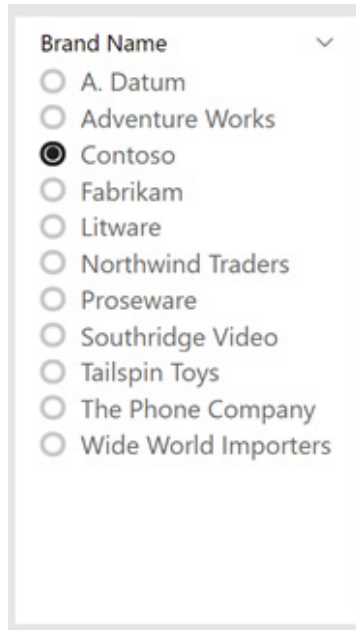 Brand Name
A. Datum
Adventure Works
Contoso
Fabrikam
Litware
Northwind Traders
Proseware
Southridge Video
Tailspin Toys
The Phone Company
Wide World Importers